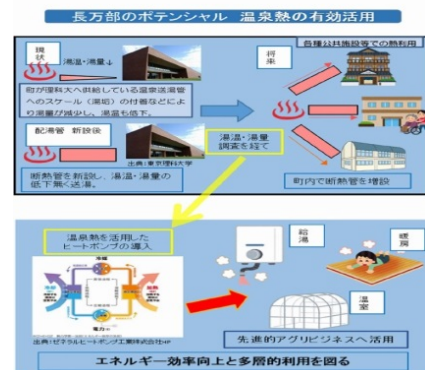 長万部のポテンシャル 温泉熱の有効活用
現状
湯温・湯量↓
町が理科大へ供給している温泉送湯管
へのスケール（湯垢）の付着などによ
り湯量が減少し、湯温も低下。
配湯管 新設後
出典：東京理科大学
断熱管を新設し、湯温・湯量の
低下無く送湯。
湯温・湯量
調査を経て
将来
各種公共施設等での熱利用
町内で断熱管を増設
温泉熱を活用した
ヒートポンプの導入
出典：ゼネラルヒートポンプ工業株式会社HP
給湯
暖房
温室
先進的アグリビジネスへ活用
エネルギー効率向上と多層的利用を図る